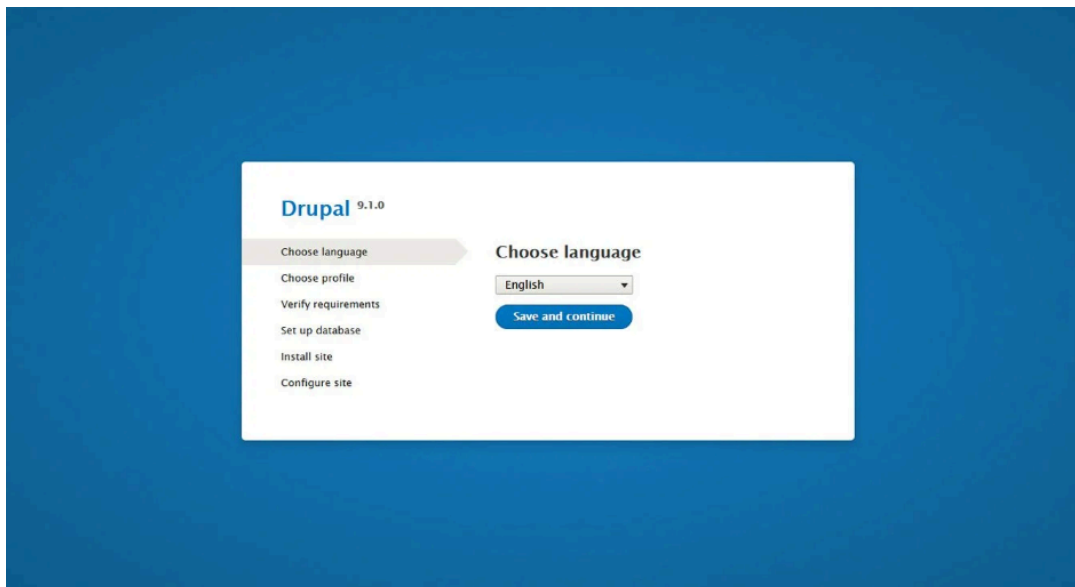 Drupal 9.1.0
Choose language
Choose profile
Verify requirements
Set up database
Install site
Configure site
Choose language
English
Save and continue